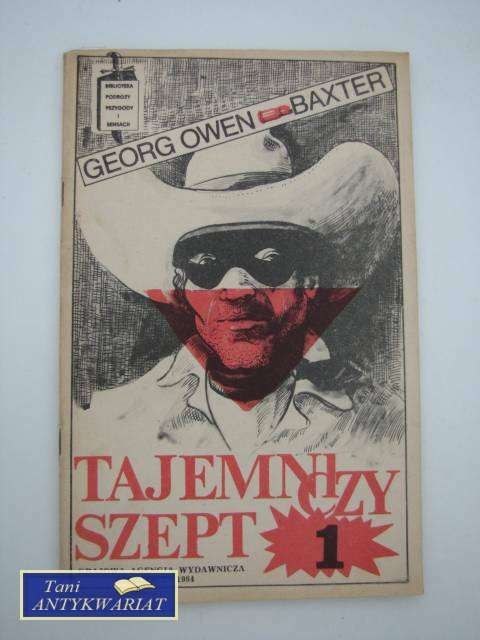 BIBLIOTEKA
PODRÓŻY
PRZYGODY
I
SENSACJI
GEORG OWEN BAXTER
TAJEMNICZY
SZEPT
1
KRAJOWA AGENCJA WYDAWNICZA
1984
Tani
ANTYKWARIAT